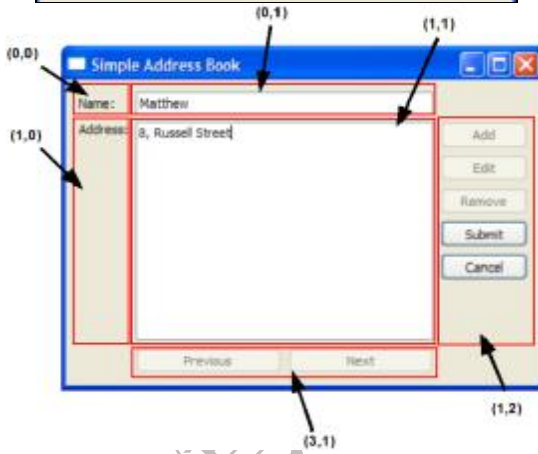 (0,1)
(1,1)
(0,0)
Simple Address Book
Name: Matthew
(1,0)
Address: 8, Russell Street
Add
Edit
Remove
Submit
Cancel
Previous Next
(1,2)
(3,1)